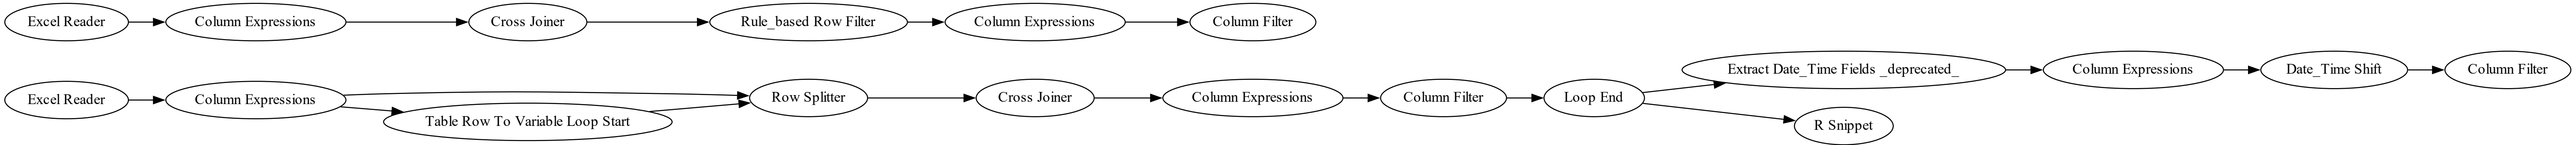 Excel Reader
Column Expressions
Cross Joiner
Rule_based Row Filter
Column Expressions
Column Filter
Excel Reader
Column Expressions
Table Row To Variable Loop Start
Row Splitter
Cross Joiner
Column Expressions
Column Filter
Loop End
Extract Date_Time Fields _deprecated_
Column Expressions
Date_Time Shift
Column Filter
R Snippet